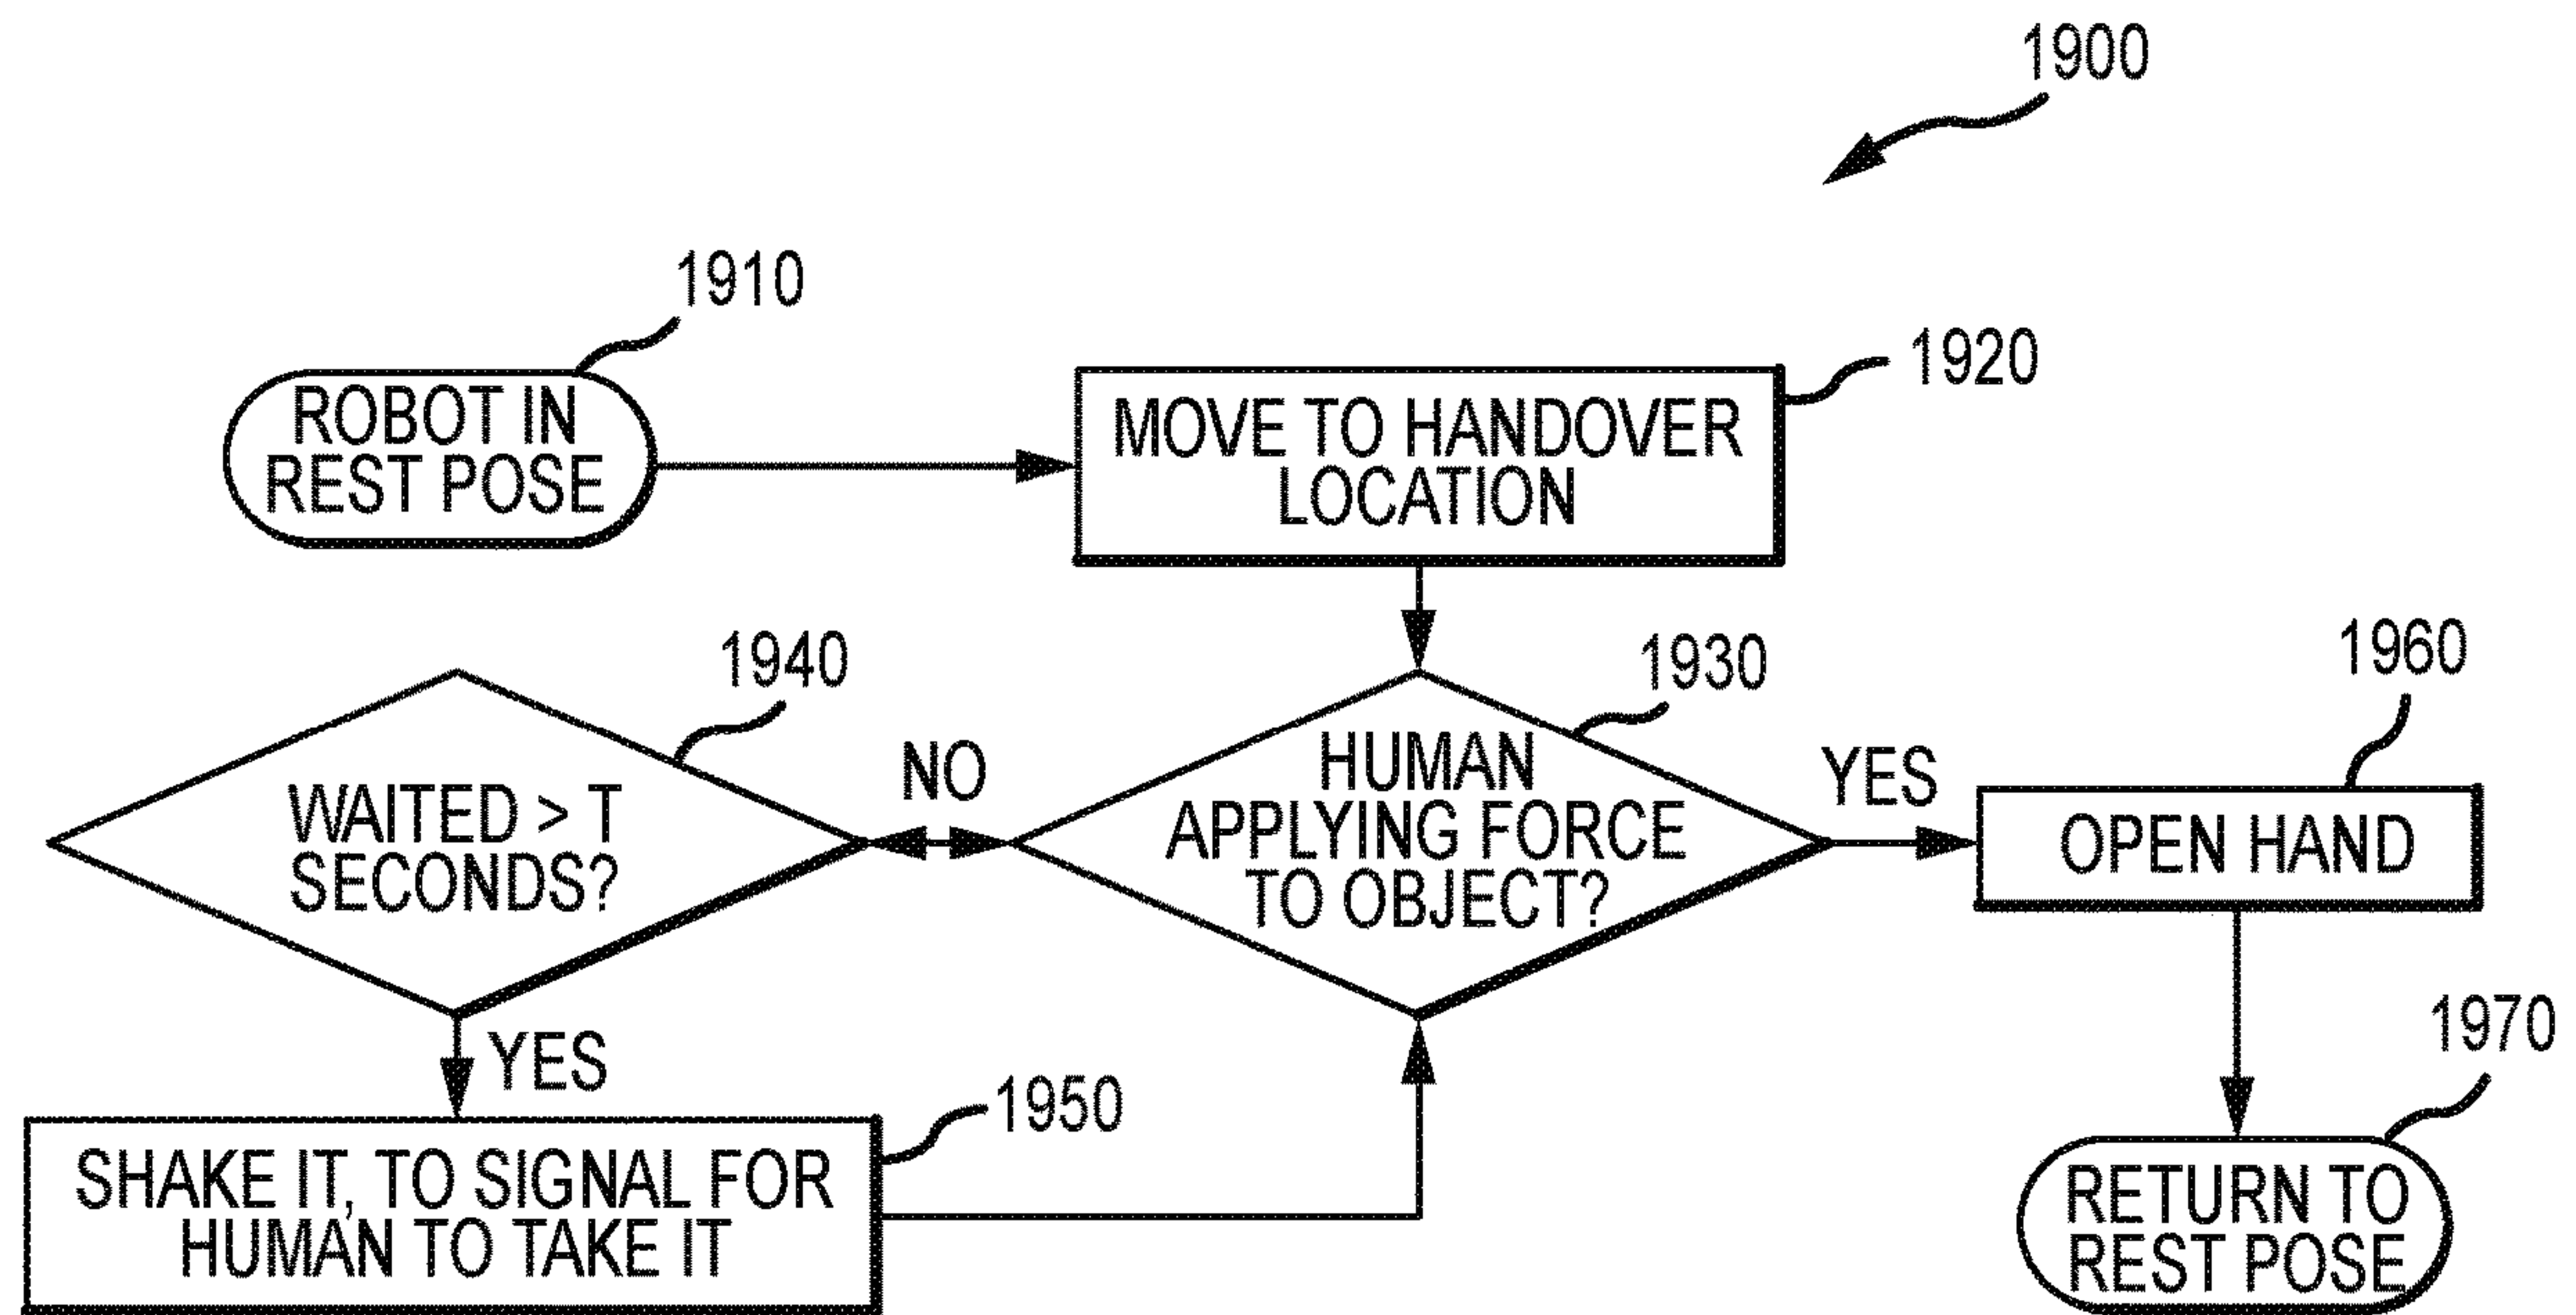 1900
1910
ROBOT IN
REST POSE
1920
MOVE TO HANDOVER
LOCATION
1940
WAITED > T
SECONDS?
NO
1930
HUMAN
APPLYING FORCE
TO OBJECT?
YES
1960
OPEN HAND
YES
1950
SHAKE IT, TO SIGNAL FOR
HUMAN TO TAKE IT
1970
RETURN TO
REST POSE